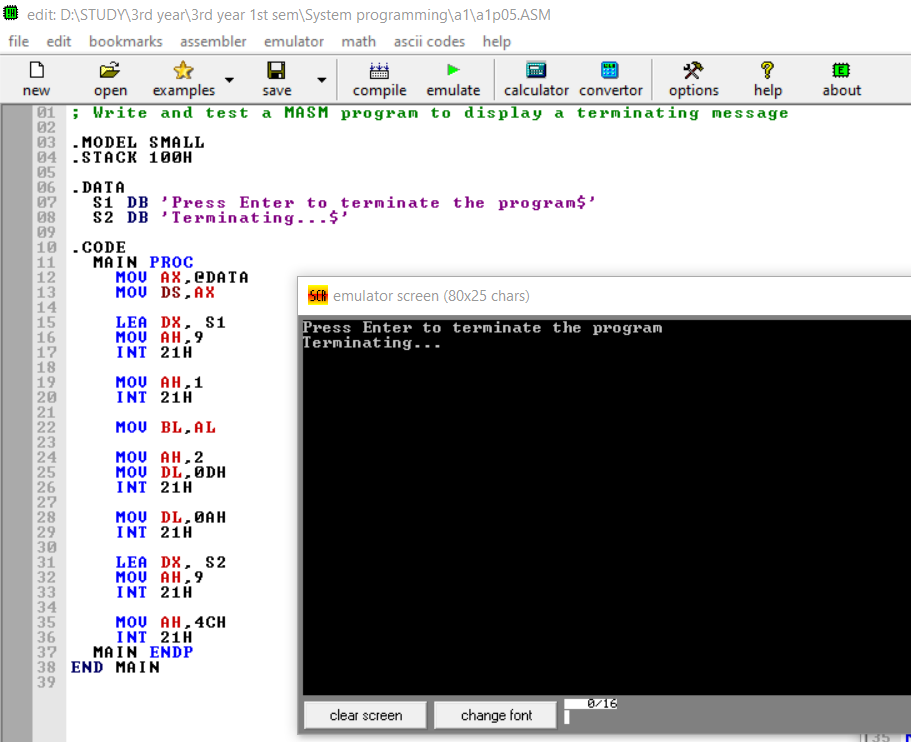 edit: D:\STUDY\3rd year\3rd year 1st sem\System programming\a1\a1p05.ASM
file edit bookmarks assembler emulator math ascii codes help
new open examples save compile emulate calculator convertor options help about
01 ; Write and test a MASM program to display a terminating message
02
03 .MODEL SMALL
04 .STACK 100H
05
06 .DATA
07 S1 DB 'Press Enter to terminate the program$'
08 S2 DB 'Terminating...$'
09
10 .CODE
11 MAIN PROC
12 MOV AX,@DATA
13 MOV DS,AX
14
15 LEA DX, S1
16 MOV AH,9
17 INT 21H
18
19 MOV AH,1
20 INT 21H
21
22 MOV BL,AL
23
24 MOV AH,2
25 MOV DL,0DH
26 INT 21H
27
28 MOV DL,0AH
29 INT 21H
30
31 LEA DX, S2
32 MOV AH,9
33 INT 21H
34
35 MOV AH,4CH
36 INT 21H
37 MAIN ENDP
38 END MAIN
39
SCR emulator screen (80x25 chars)
Press Enter to terminate the program
Terminating...
clear screen change font 0/16